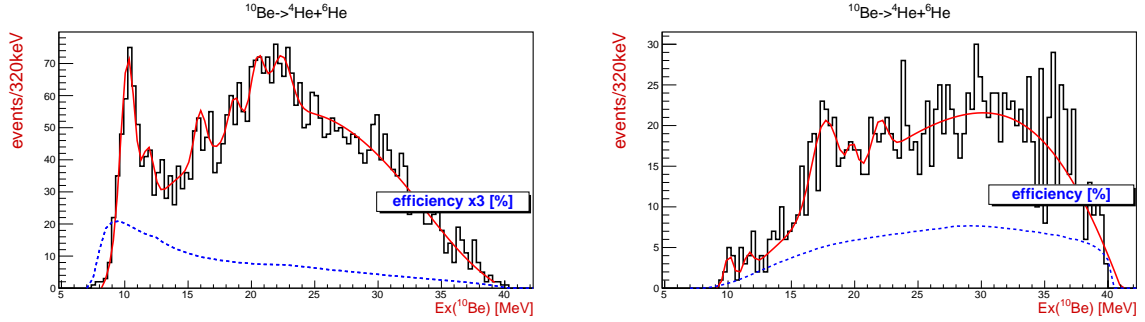 ¹⁰Be->⁴He+⁶He
events/320keV
70
60
50
40
30
20
10
0
efficiency x3 [%]
5 10 15 20 25 30 35 40
Ex(¹⁰Be) [MeV]
¹⁰Be->⁴He+⁶He
events/320keV
30
25
20
15
10
5
0
efficiency [%]
5 10 15 20 25 30 35 40
Ex(¹⁰Be) [MeV]